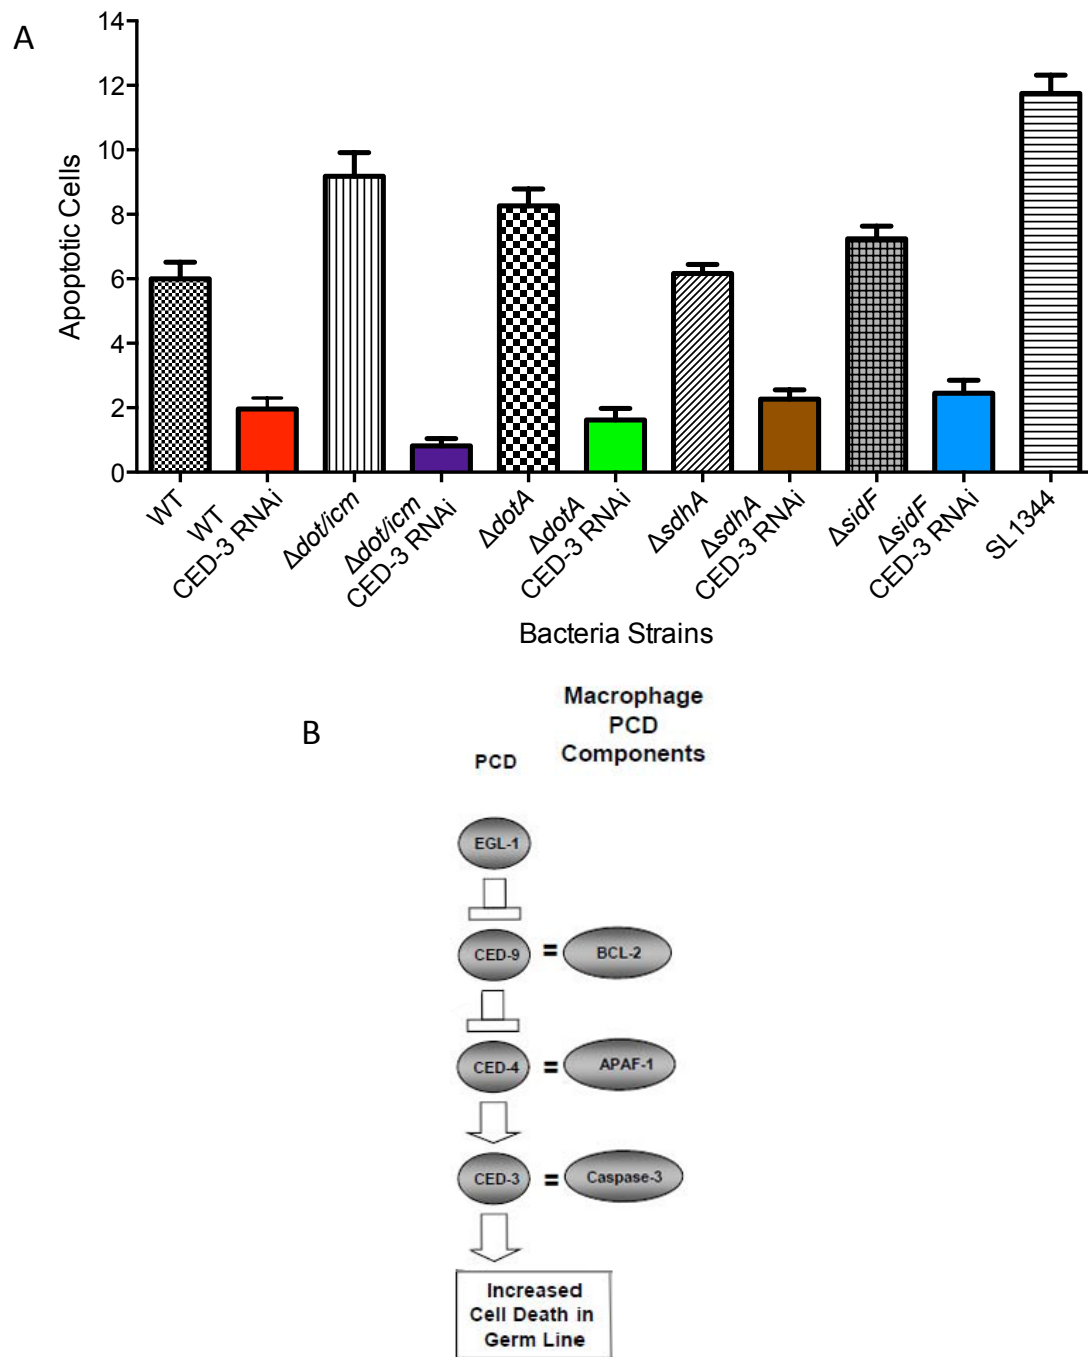 A
14
12
10
8
6
4
2
0
Apoptotic Cells
WT
WT
CED-3 RNAi
Δdot/icm
Δdot/icm
CED-3 RNAi
ΔdotA
ΔdotA
CED-3 RNAi
ΔsdhA
ΔsdhA
CED-3 RNAi
ΔsidF
ΔsidF
CED-3 RNAi
SL1344
Bacteria Strains
B
PCD
Macrophage
PCD
Components
EGL-1
CED-9 = BCL-2
CED-4 = APAF-1
CED-3 = Caspase-3
Increased
Cell Death in
Germ Line